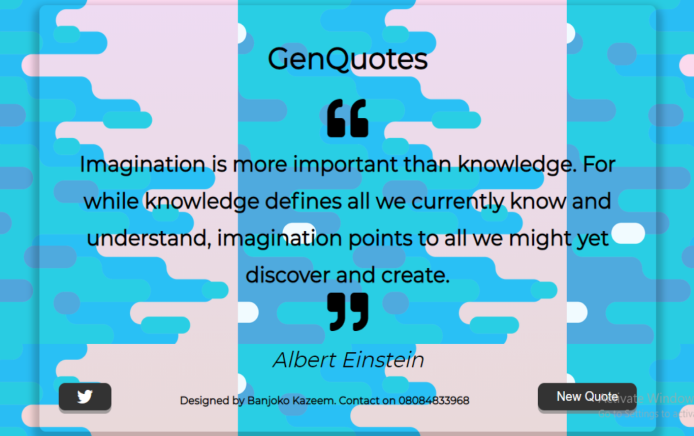 GenQuotes
Imagination is more important than knowledge. For
while knowledge defines all we currently know and
understand, imagination points to all we might yet
discover and create.
Albert Einstein
Designed by Banjoko Kazeem. Contact on 08084833968
New Quote